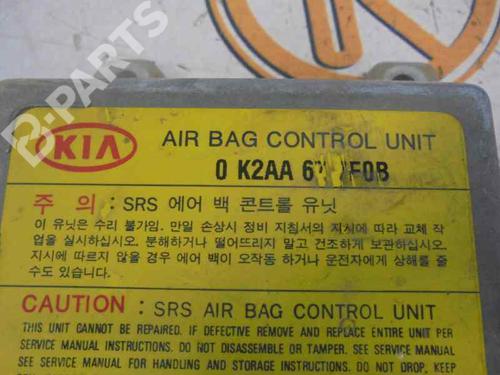 B-PARTS
KIA
AIR BAG CONTROL UNIT
0 K2AA 67 7F0B
주 의 : SRS 에어 백 콘트롤 유닛
이 유닛은 수리 불가임. 만일 손상시 정비 지침서의 지시에 따라 교체 작
업을 실시하십시오. 분해하거나 떨어뜨리지 말고 건조하게 보관하십시오.
지시에 따르지 않을 경우 에어 백이 오작동 하거나 운전자에게 상해를 줄
수도 있습니다.
CAUTION : SRS AIR BAG CONTROL UNIT
THIS UNIT CANNOT BE REPAIRED. IF DEFECTIVE REMOVE AND REPLACE ENTIRE UNIT PER
SERVICE MANUAL INSTRUCTIONS. DO NOT DISASSEMBLE OR TAMPER. SEE
SEE SERVICE MANUAL FOR HANDLING AND STORAGE INSTRUCTIONS. DO NOT DROP, KEEP